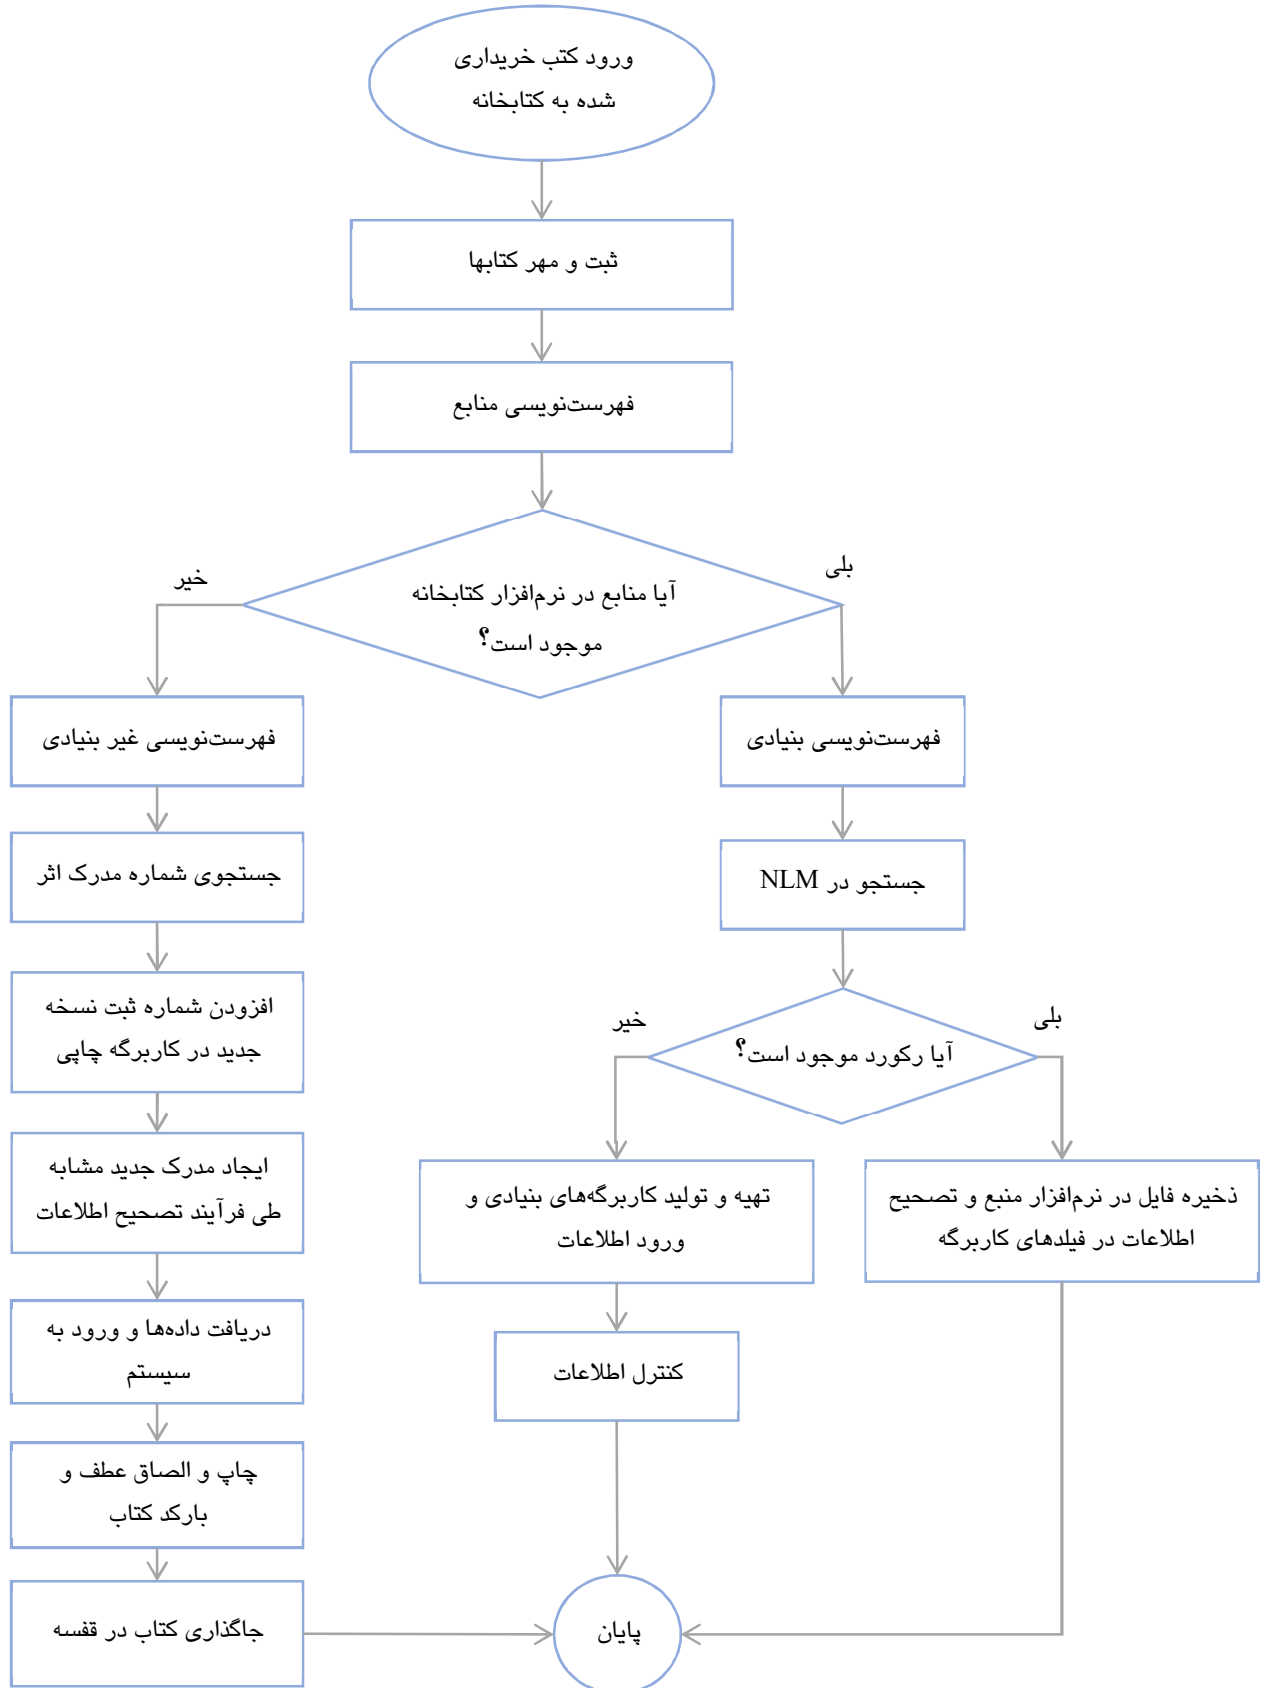 ورود کتب خریداری
شده به کتابخانه
ثبت و مهر کتابها
فهرست‌نویسی منابع
آیا منابع در نرم‌افزار کتابخانه
موجود است؟
خیر
بلی
فهرست‌نویسی غیر بنیادی
جستجوی شماره مدرک اثر
افزودن شماره ثبت نسخه
جدید در کاربرگه چاپی
ایجاد مدرک جدید مشابه
طی فرآیند تصحیح اطلاعات
دریافت داده‌ها و ورود به
سیستم
چاپ و الصاق عطف و
بارکد کتاب
جاگذاری کتاب در قفسه
فهرست‌نویسی بنیادی
جستجو در NLM
آیا رکورد موجود است؟
خیر
بلی
تهیه و تولید کاربرگه‌های بنیادی و
ورود اطلاعات
کنترل اطلاعات
ذخیره فایل در نرم‌افزار منبع و تصحیح
اطلاعات در فیلدهای کاربرگه
پایان